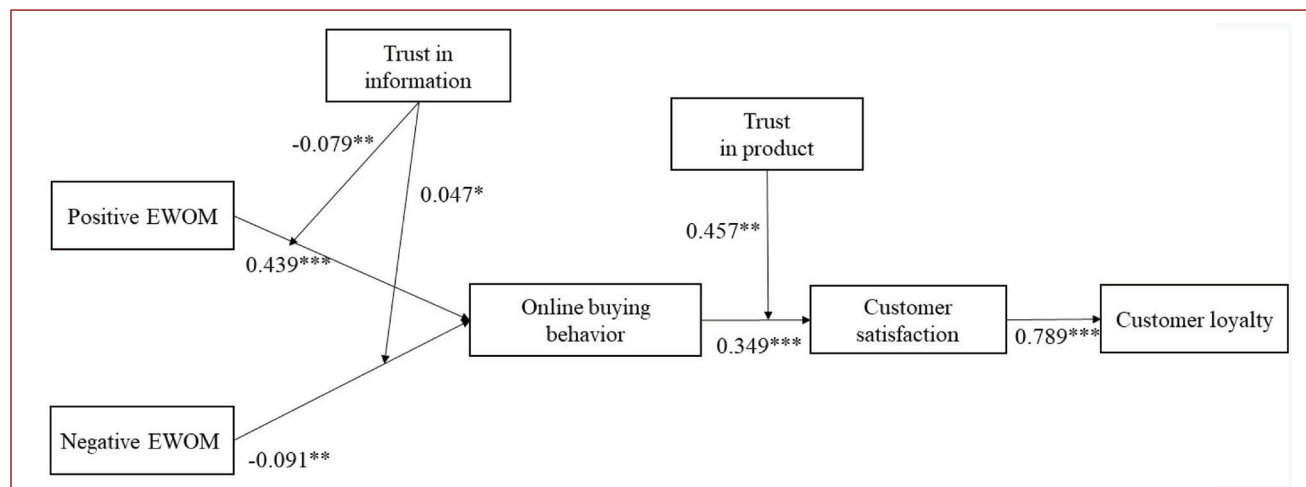 Trust in
information
Trust
in product
-0.079**
0.047*
Positive EWOM
0.457**
0.439***
Online buying
behavior
Customer
satisfaction
Customer loyalty
0.349***
0.789***
Negative EWOM
-0.091**